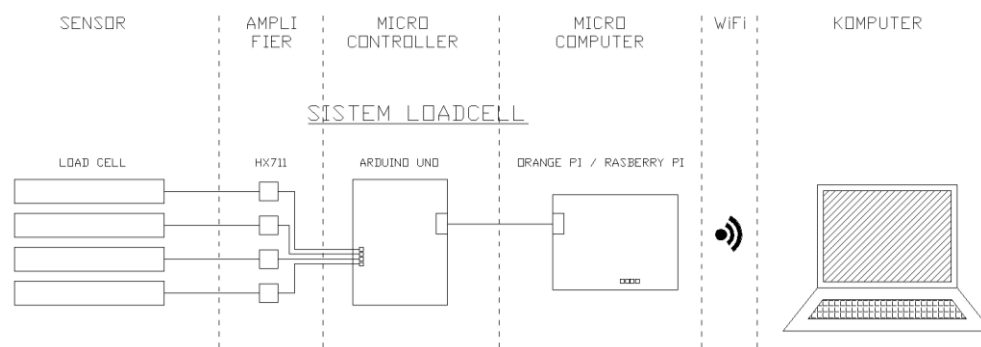 SENSOR
AMPLI
FIER
MICRO
CONTROLLER
MICRO
COMPUTER
WiFi
KOMPUTER
SISTEM LOADCELL
LOAD CELL
HX711
ARDUINO UNO
ORANGE PI / RASBERRY PI